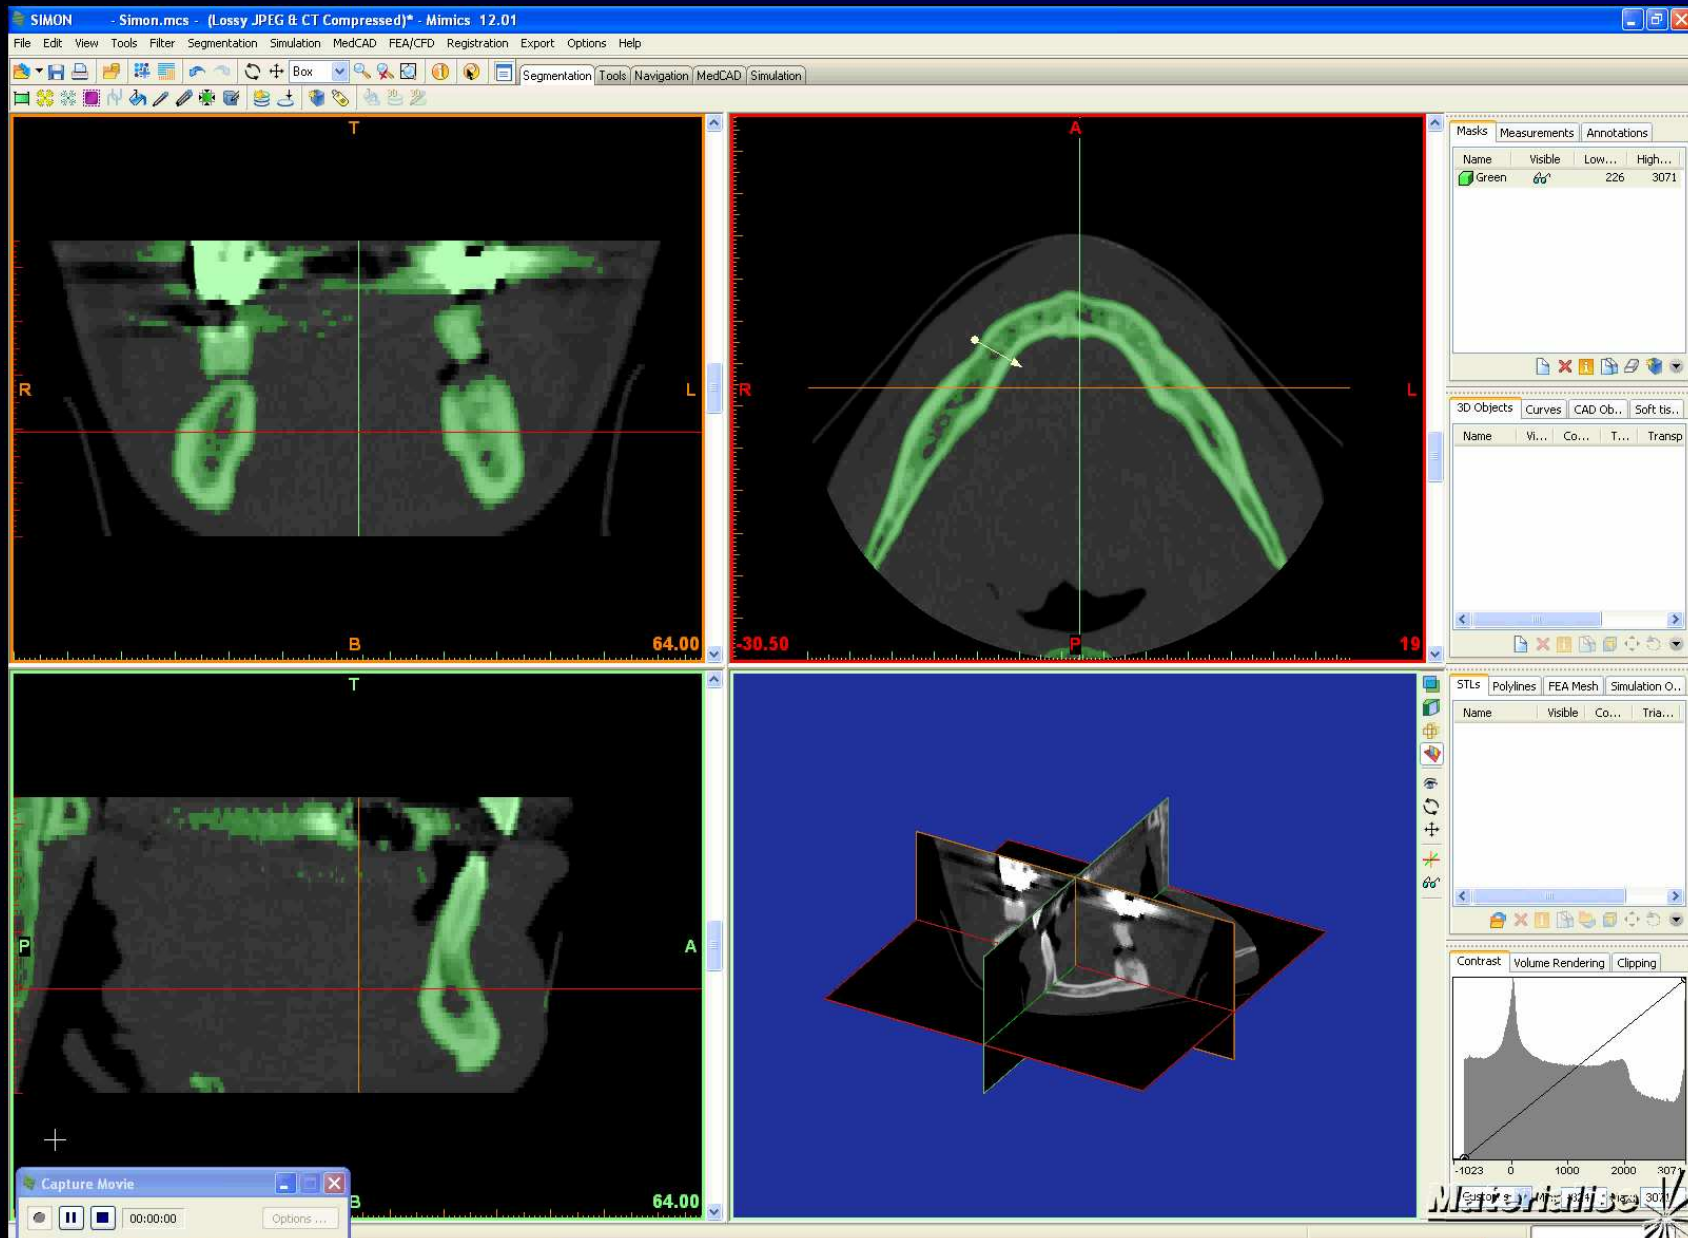 SIMON - Simon.mcs - (Lossy JPEG & CT Compressed)* - Mimics 12.01
File Edit View Tools Filter Segmentation Simulation MedCAD FEA/CFD Registration Export Options Help
Box Segmentation Tools Navigation MedCAD Simulation
T
R
L
B
64.00
A
R
L
-30.50
P
19
Masks Measurements Annotations
Name Visible Low... High...
Green 226 3071
3D Objects Curves CAD Ob.. Soft tis..
Name Vi... Co... T... Transp
T
P
A
B
64.00
STLs Polylines FEA Mesh Simulation O..
Name Visible Co... Tria...
Contrast Volume Rendering Clipping
-1023 0 1000 2000 3071
Materialise
Capture Movie
00:00:00 Options ...